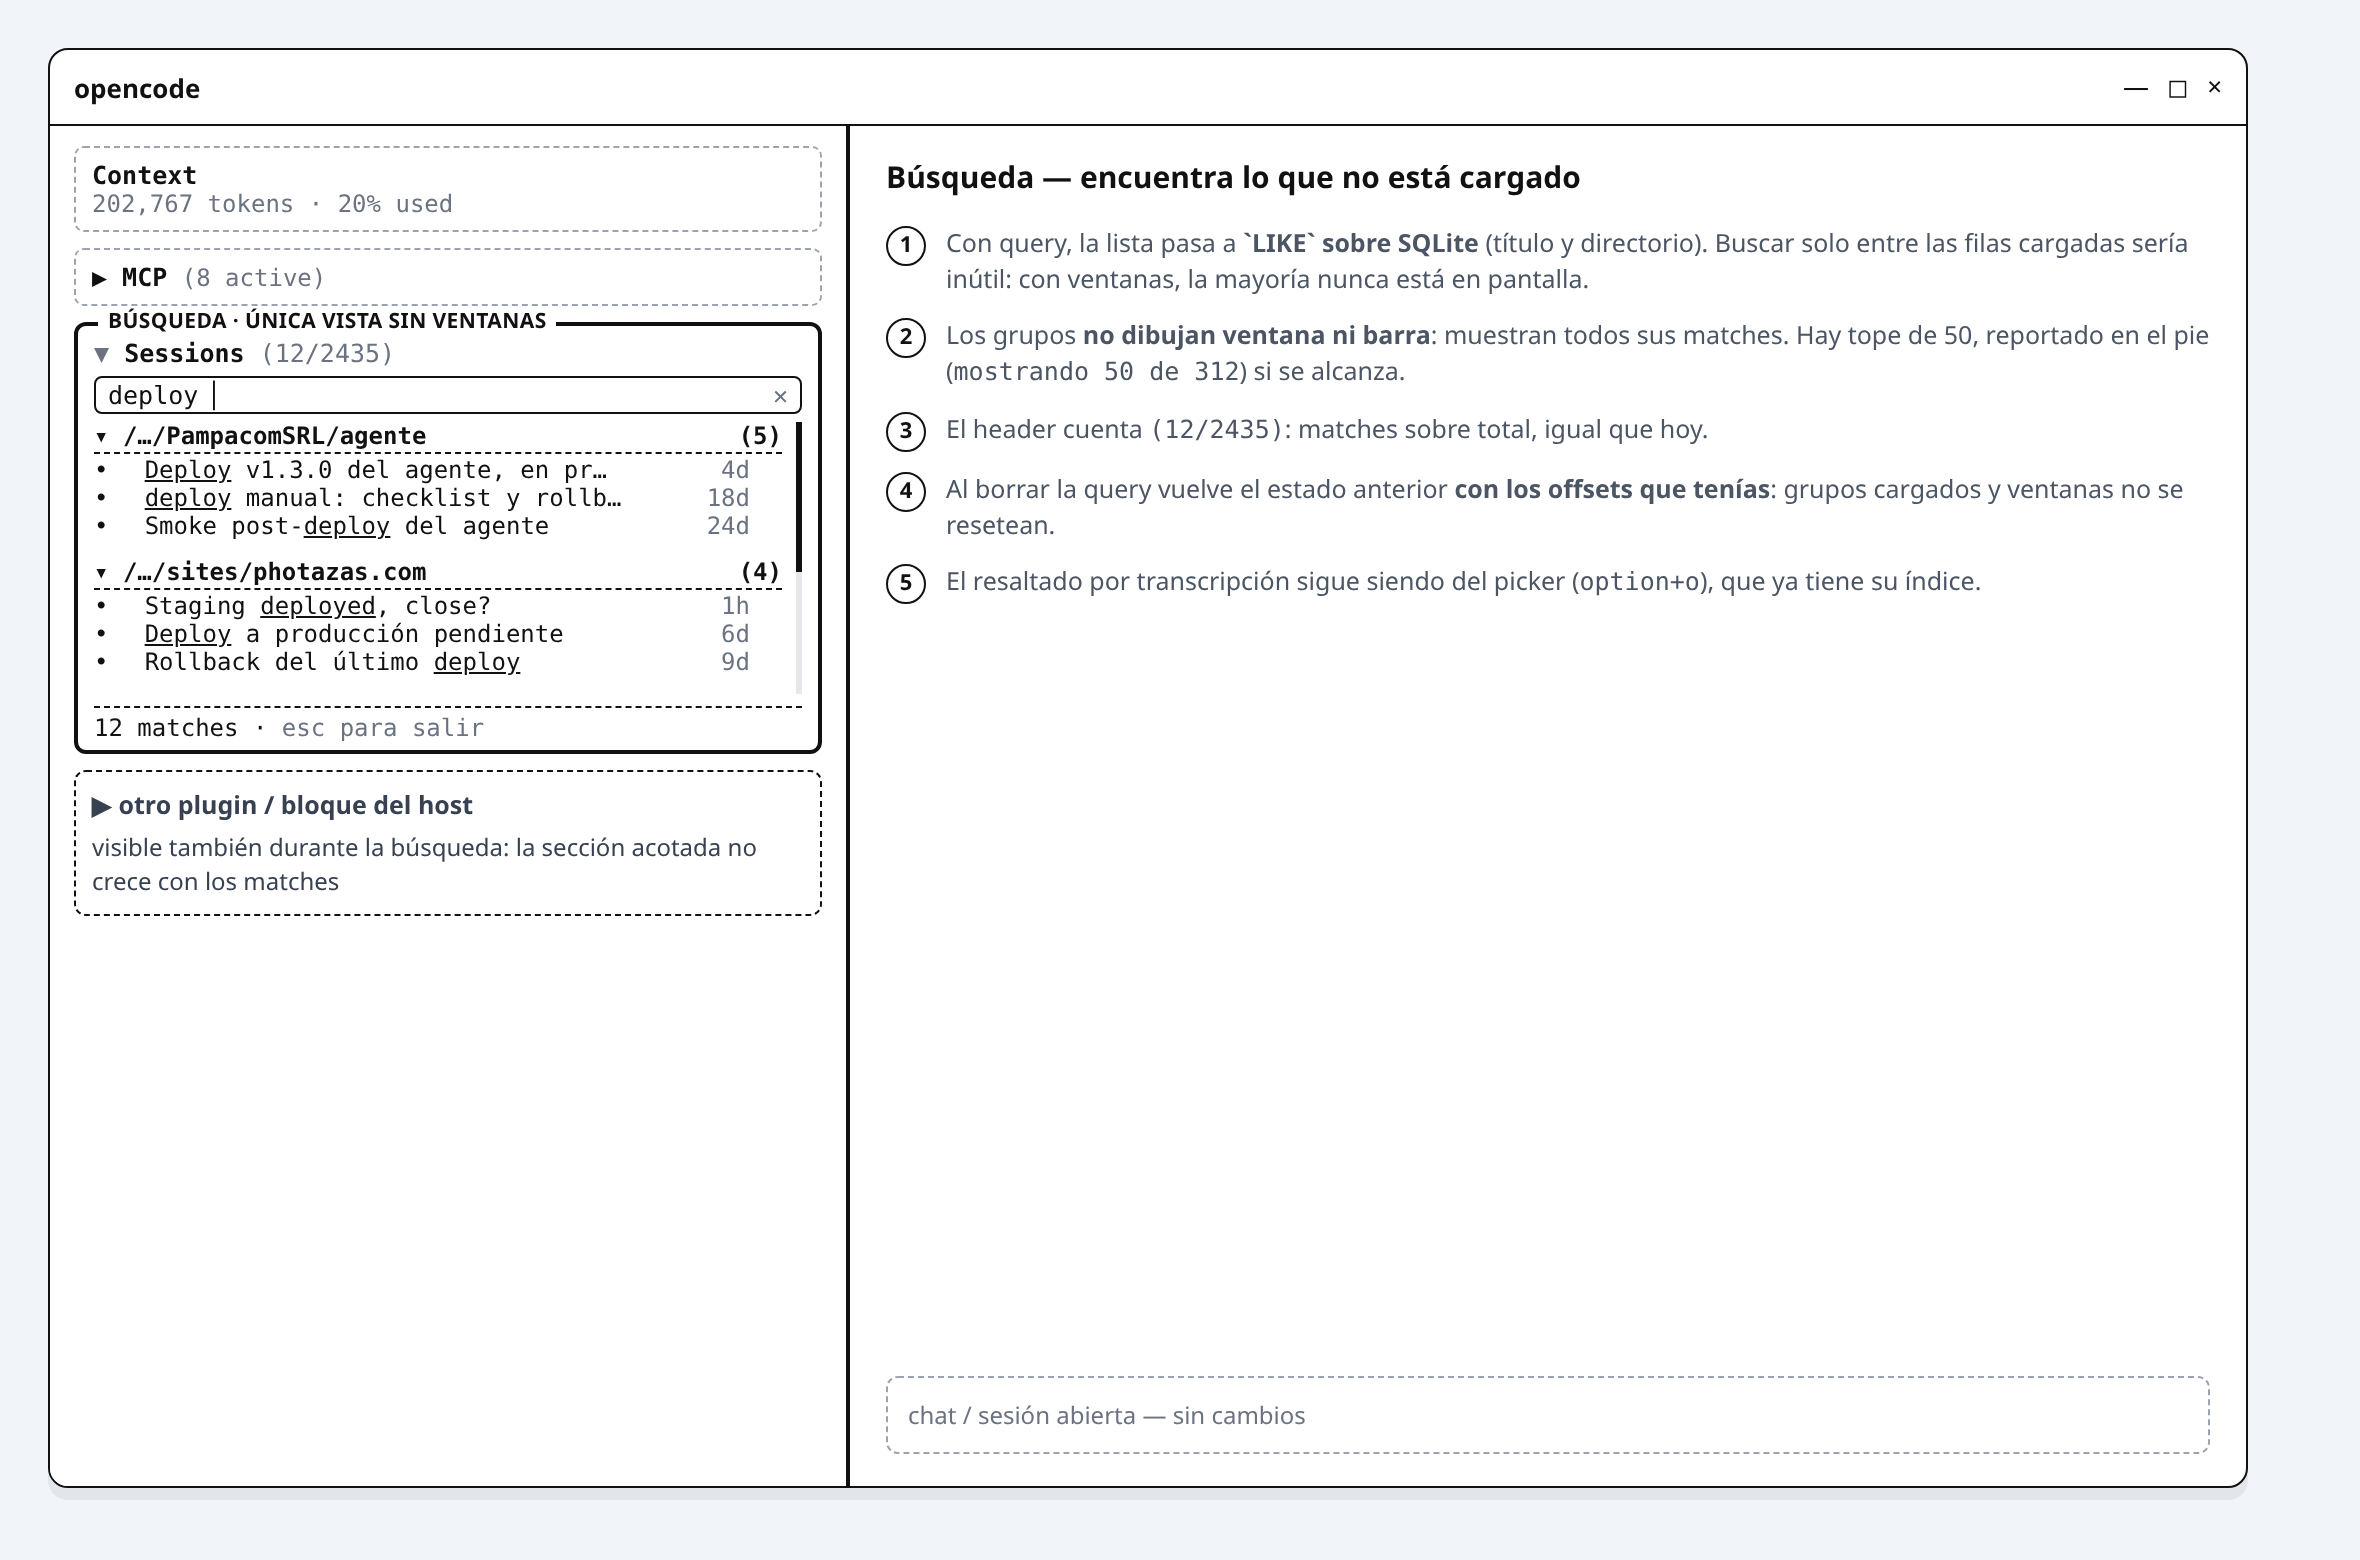 opencode
— □ ×
Context
202,767 tokens · 20% used
▶ MCP (8 active)
BÚSQUEDA · ÚNICA VISTA SIN VENTANAS
▼ Sessions (12/2435)
deploy
×
▾ /…/PampacomSRL/agente (5)
• Deploy v1.3.0 del agente, en pr… 4d
• deploy manual: checklist y rollb… 18d
• Smoke post-deploy del agente 24d
▾ /…/sites/photazas.com (4)
• Staging deployed, close? 1h
• Deploy a producción pendiente 6d
• Rollback del último deploy 9d
12 matches · esc para salir
▶ otro plugin / bloque del host
visible también durante la búsqueda: la sección acotada no
crece con los matches
Búsqueda — encuentra lo que no está cargado
1 Con query, la lista pasa a `LIKE` sobre SQLite (título y directorio). Buscar solo entre las filas cargadas sería
inútil: con ventanas, la mayoría nunca está en pantalla.
2 Los grupos no dibujan ventana ni barra: muestran todos sus matches. Hay tope de 50, reportado en el pie
(mostrando 50 de 312) si se alcanza.
3 El header cuenta (12/2435): matches sobre total, igual que hoy.
4 Al borrar la query vuelve el estado anterior con los offsets que tenías: grupos cargados y ventanas no se
resetean.
5 El resaltado por transcripción sigue siendo del picker (option+o), que ya tiene su índice.
chat / sesión abierta — sin cambios